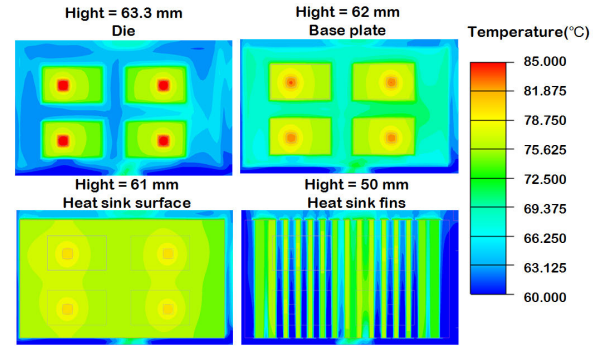 Hight = 63.3 mm
Die
Hight = 62 mm
Base plate
Temperature(℃)
85.000
81.875
78.750
75.625
72.500
69.375
66.250
63.125
60.000
Hight = 61 mm
Heat sink surface
Hight = 50 mm
Heat sink fins